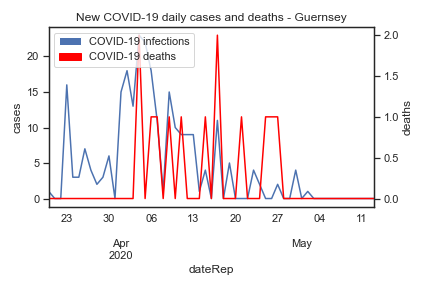 New COVID-19 daily cases and deaths - Guernsey
COVID-19 infections
COVID-19 deaths
cases
20
15
10
5
0
deaths
2.0
1.5
1.0
0.5
0.0
23 30 06 13 20 27 04 11
Apr May
2020
dateRep